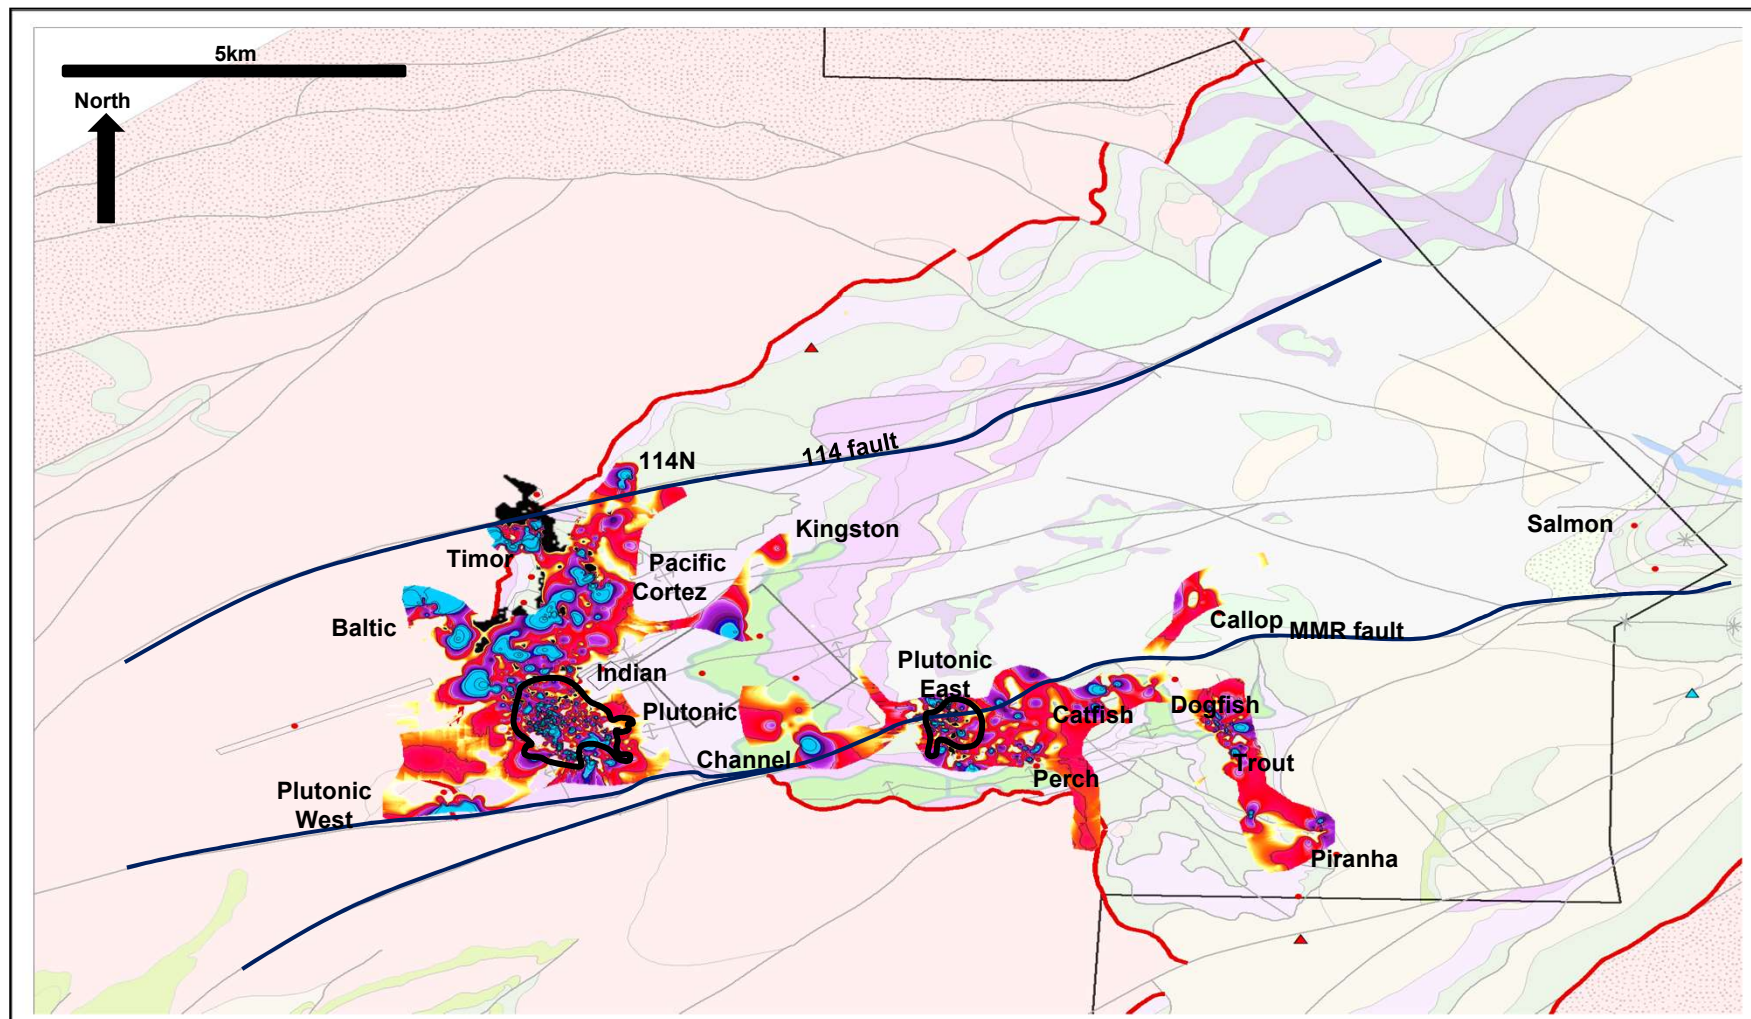 5km
North
114N
114 fault
Kingston
Salmon
Timor
Pacific
Cortez
Baltic
Callop
MMR fault
Indian
Plutonic
East
Plutonic
Catfish
Dogfish
Channel
Trout
Perch
Plutonic
West
Piranha